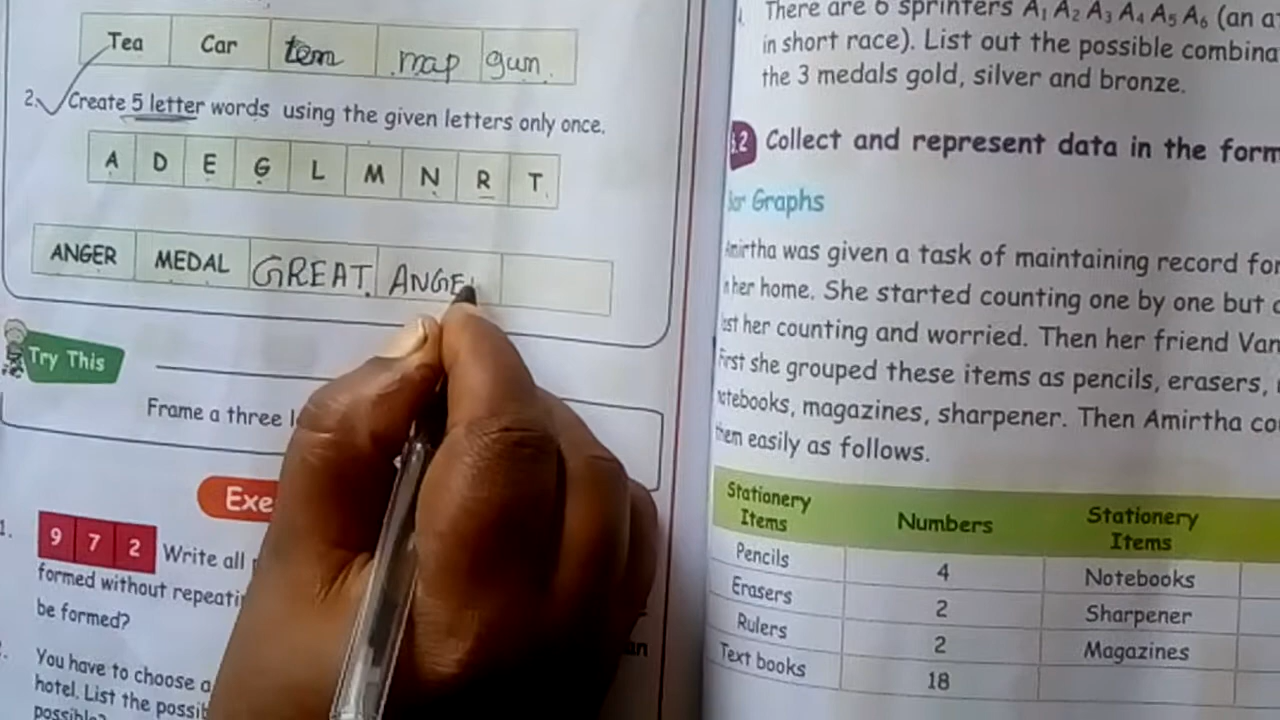 Tea Car tem map gun
2. Create 5 letter words using the given letters only once.
A D E G L M N R T
ANGER MEDAL GREAT ANGE
Try This
Frame a three
Exe
1. 9 7 2 Write all
formed without repeati
be formed?
You have to choose a
hotel. List the possib
possible?
There are 6 sprinters A1 A2 A3 A4 A5 A6 (an a
in short race). List out the possible combina
the 3 medals gold, silver and bronze.
.2 Collect and represent data in the form
Bar Graphs
Amirtha was given a task of maintaining record for
in her home. She started counting one by one but
lost her counting and worried. Then her friend Van
First she grouped these items as pencils, erasers,
notebooks, magazines, sharpener. Then Amirtha co
them easily as follows.
Stationery Items Numbers Stationery Items
Pencils 4 Notebooks
Erasers 2 Sharpener
Rulers 2 Magazines
Text books 18